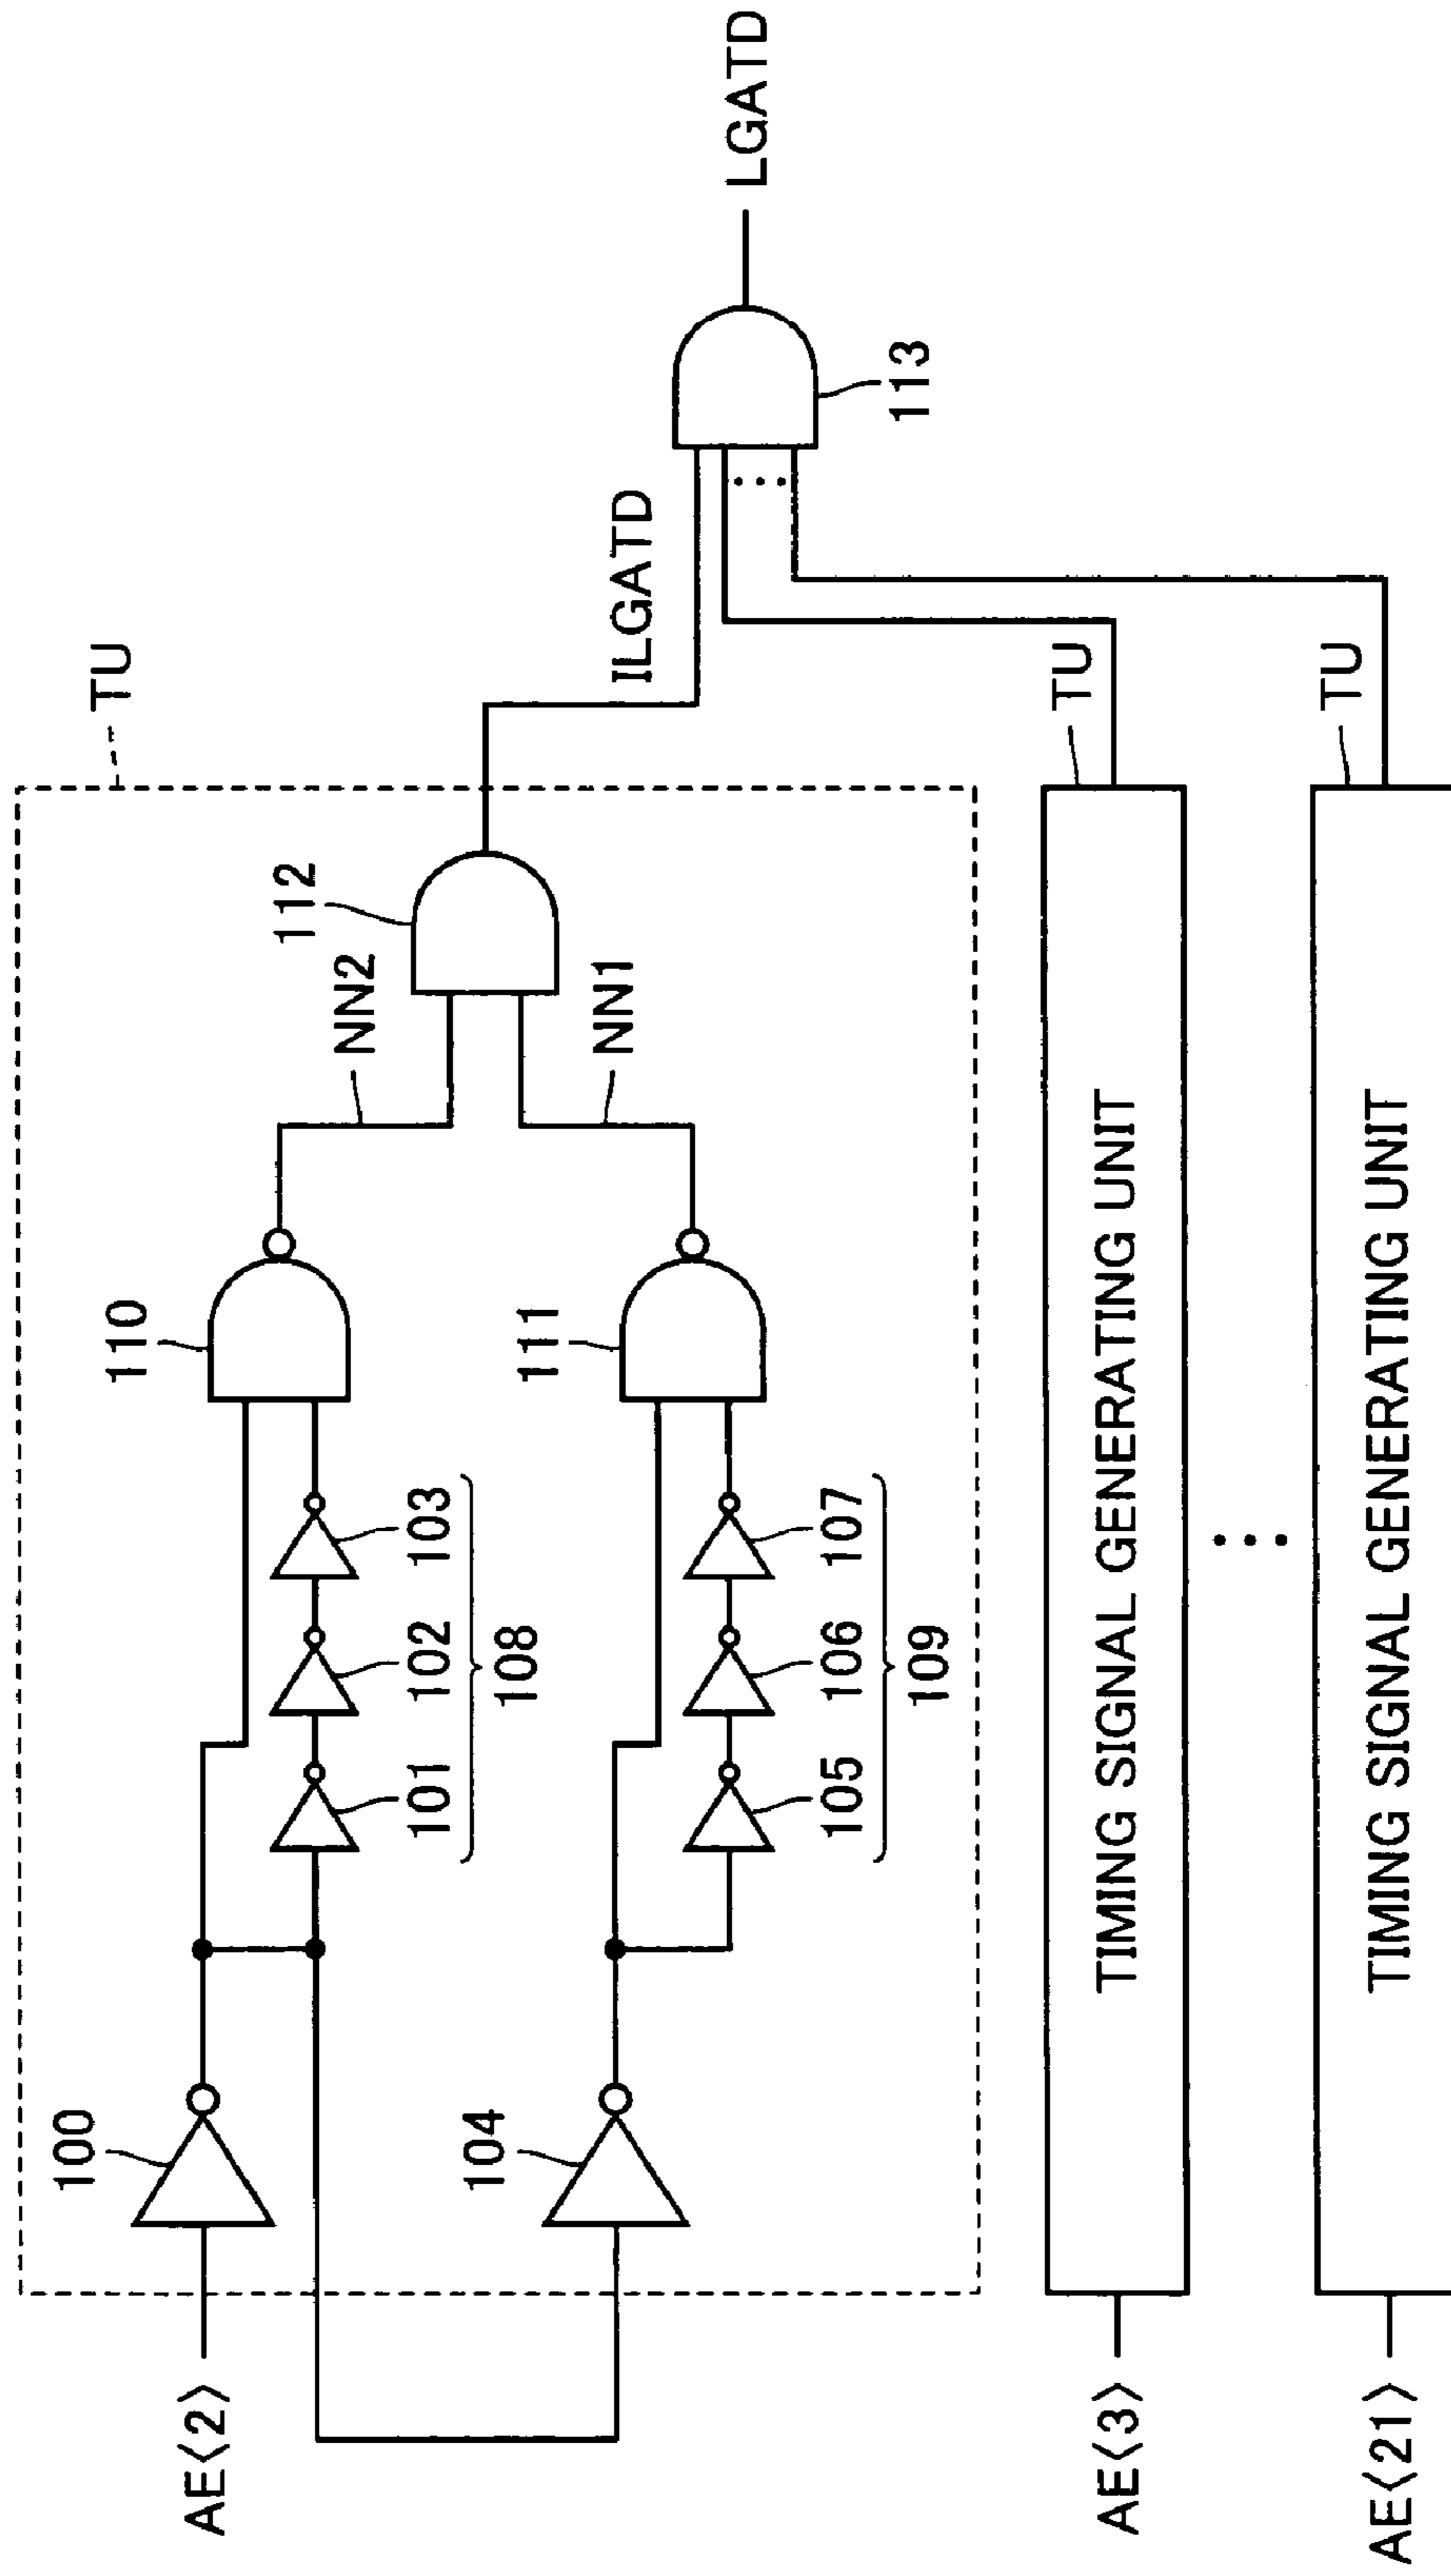 TU
100
AE〈2〉
101
102
103
108
110
NN2
112
104
105
106
107
109
111
NN1
ILGATD
113
LGATD
AE〈3〉
TIMING SIGNAL GENERATING UNIT
TU
AE〈21〉
TIMING SIGNAL GENERATING UNIT
TU